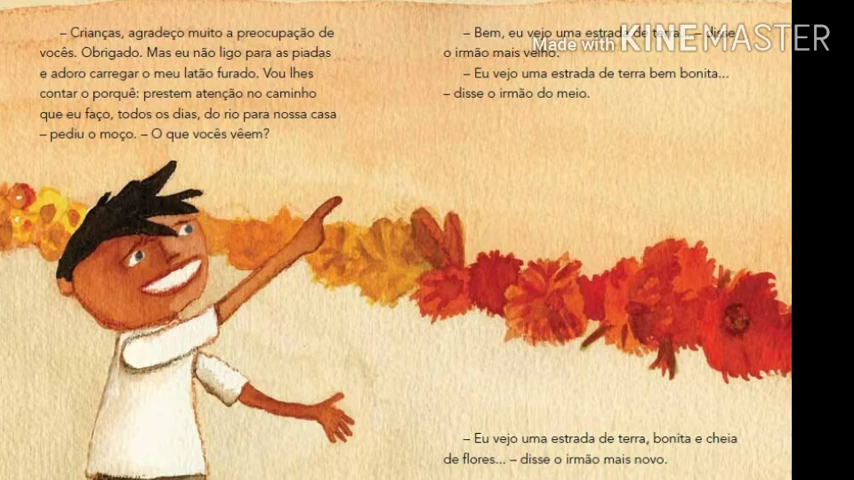 – Crianças, agradeço muito a preocupação de
vocês. Obrigado. Mas eu não ligo para as piadas
e adoro carregar o meu latão furado. Vou lhes
contar o porquê: prestem atenção no caminho
que eu faço, todos os dias, do rio para nossa casa
– pediu o moço. – O que vocês vêem?
– Bem, eu vejo uma estrada de terra... – disse
o irmão mais velho.
Made with KINEMASTER
– Eu vejo uma estrada de terra bem bonita...
– disse o irmão do meio.
– Eu vejo uma estrada de terra, bonita e cheia
de flores... – disse o irmão mais novo.